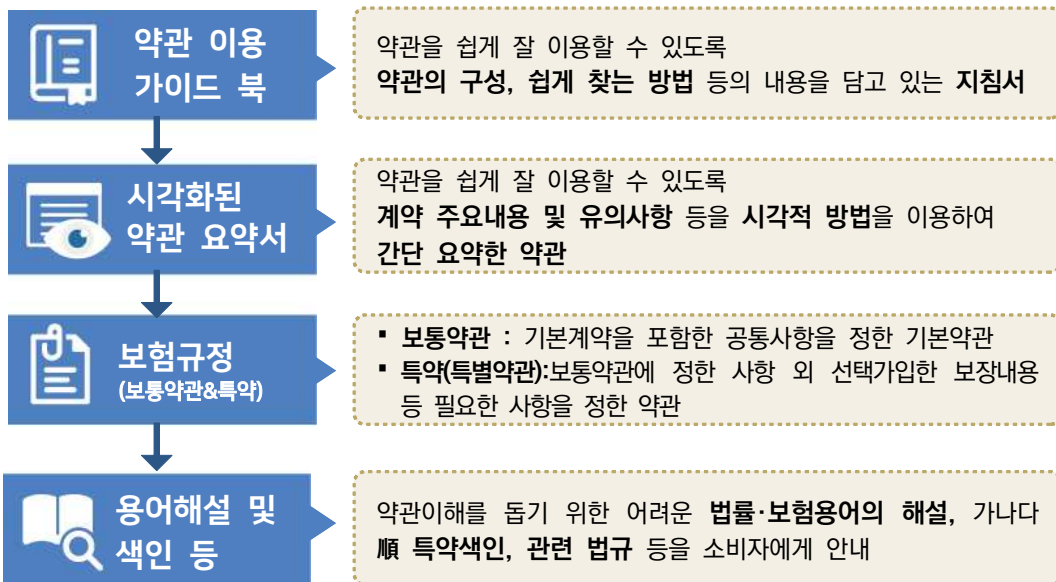 약관 이용
가이드 북
약관을 쉽게 잘 이용할 수 있도록
약관의 구성, 쉽게 찾는 방법 등의 내용을 담고 있는 지침서
시각화된
약관 요약서
약관을 쉽게 잘 이용할 수 있도록
계약 주요내용 및 유의사항 등을 시각적 방법을 이용하여
간단 요약한 약관
보험규정
(보통약관&특약)
▪ 보통약관 : 기본계약을 포함한 공통사항을 정한 기본약관
▪ 특약(특별약관):보통약관에 정한 사항 외 선택가입한 보장내용
등 필요한 사항을 정한 약관
용어해설 및
색인 등
약관이해를 돕기 위한 어려운 법률·보험용어의 해설, 가나다
順 특약색인, 관련 법규 등을 소비자에게 안내